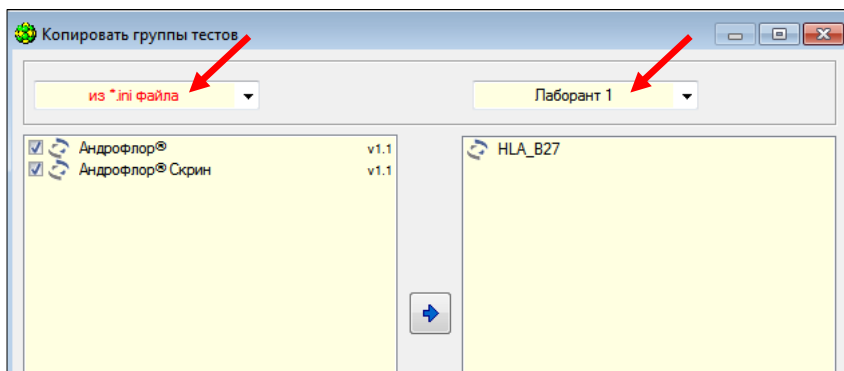 Копировать группы тестов
из *.ini файла
Лаборант 1
Андрофлор® v1.1
Андрофлор® Скрин v1.1
HLA_B27